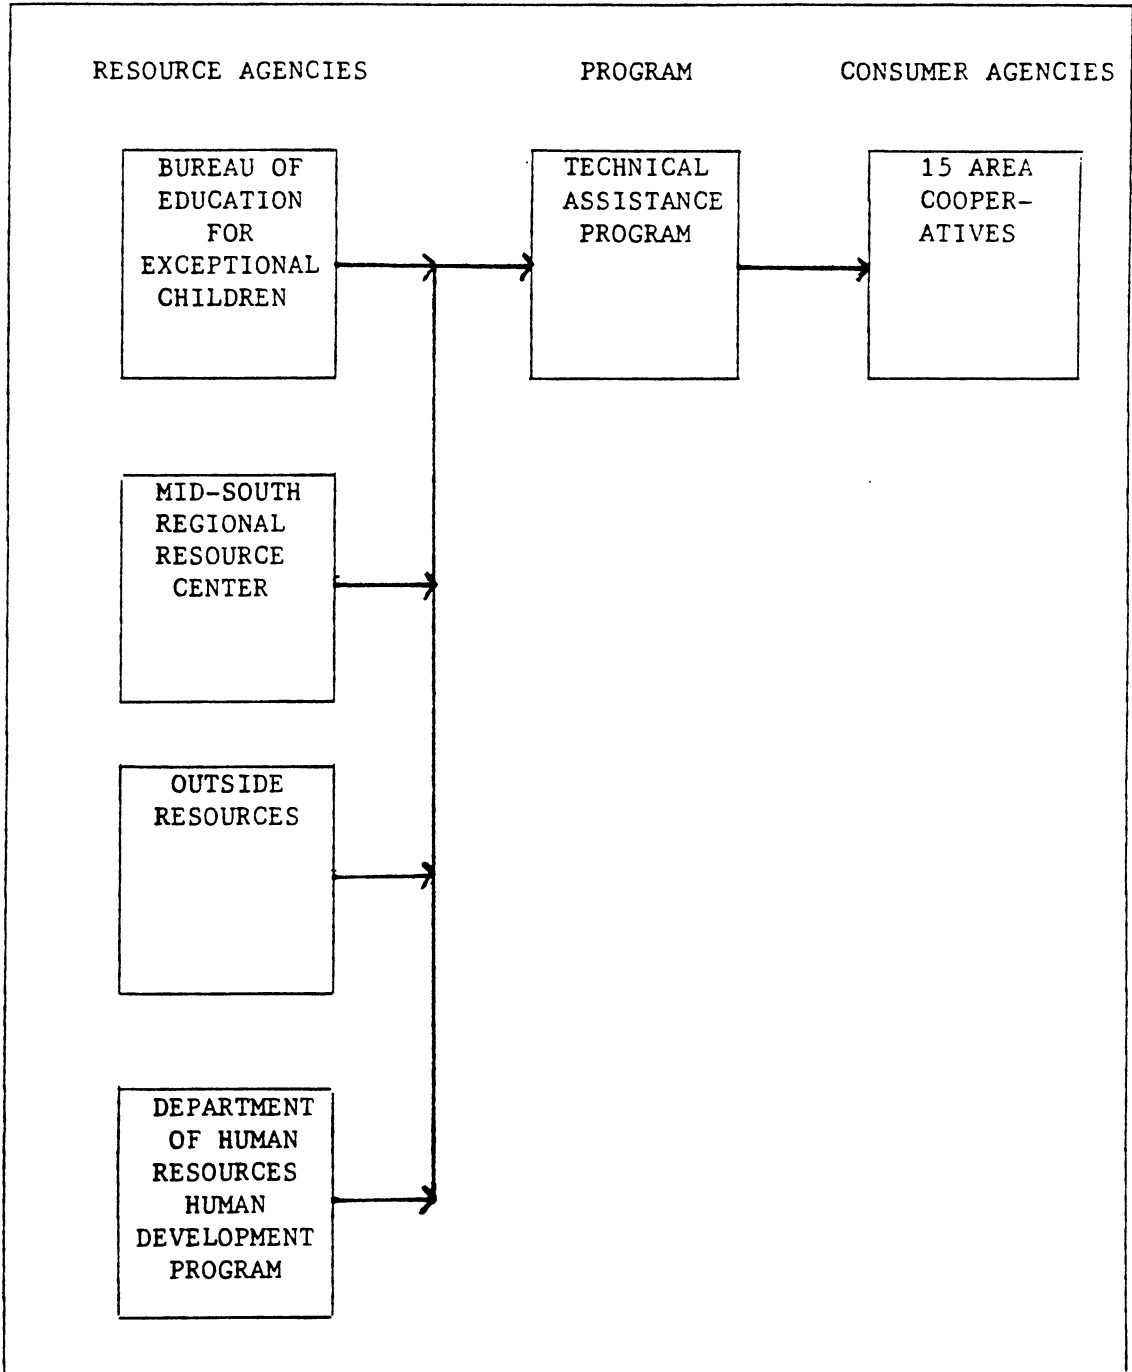 RESOURCE AGENCIES
PROGRAM
CONSUMER AGENCIES
BUREAU OF
EDUCATION
FOR
EXCEPTIONAL
CHILDREN
TECHNICAL
ASSISTANCE
PROGRAM
15 AREA
COOPER-
ATIVES
MID-SOUTH
REGIONAL
RESOURCE
CENTER
OUTSIDE
RESOURCES
DEPARTMENT
OF HUMAN
RESOURCES
HUMAN
DEVELOPMENT
PROGRAM